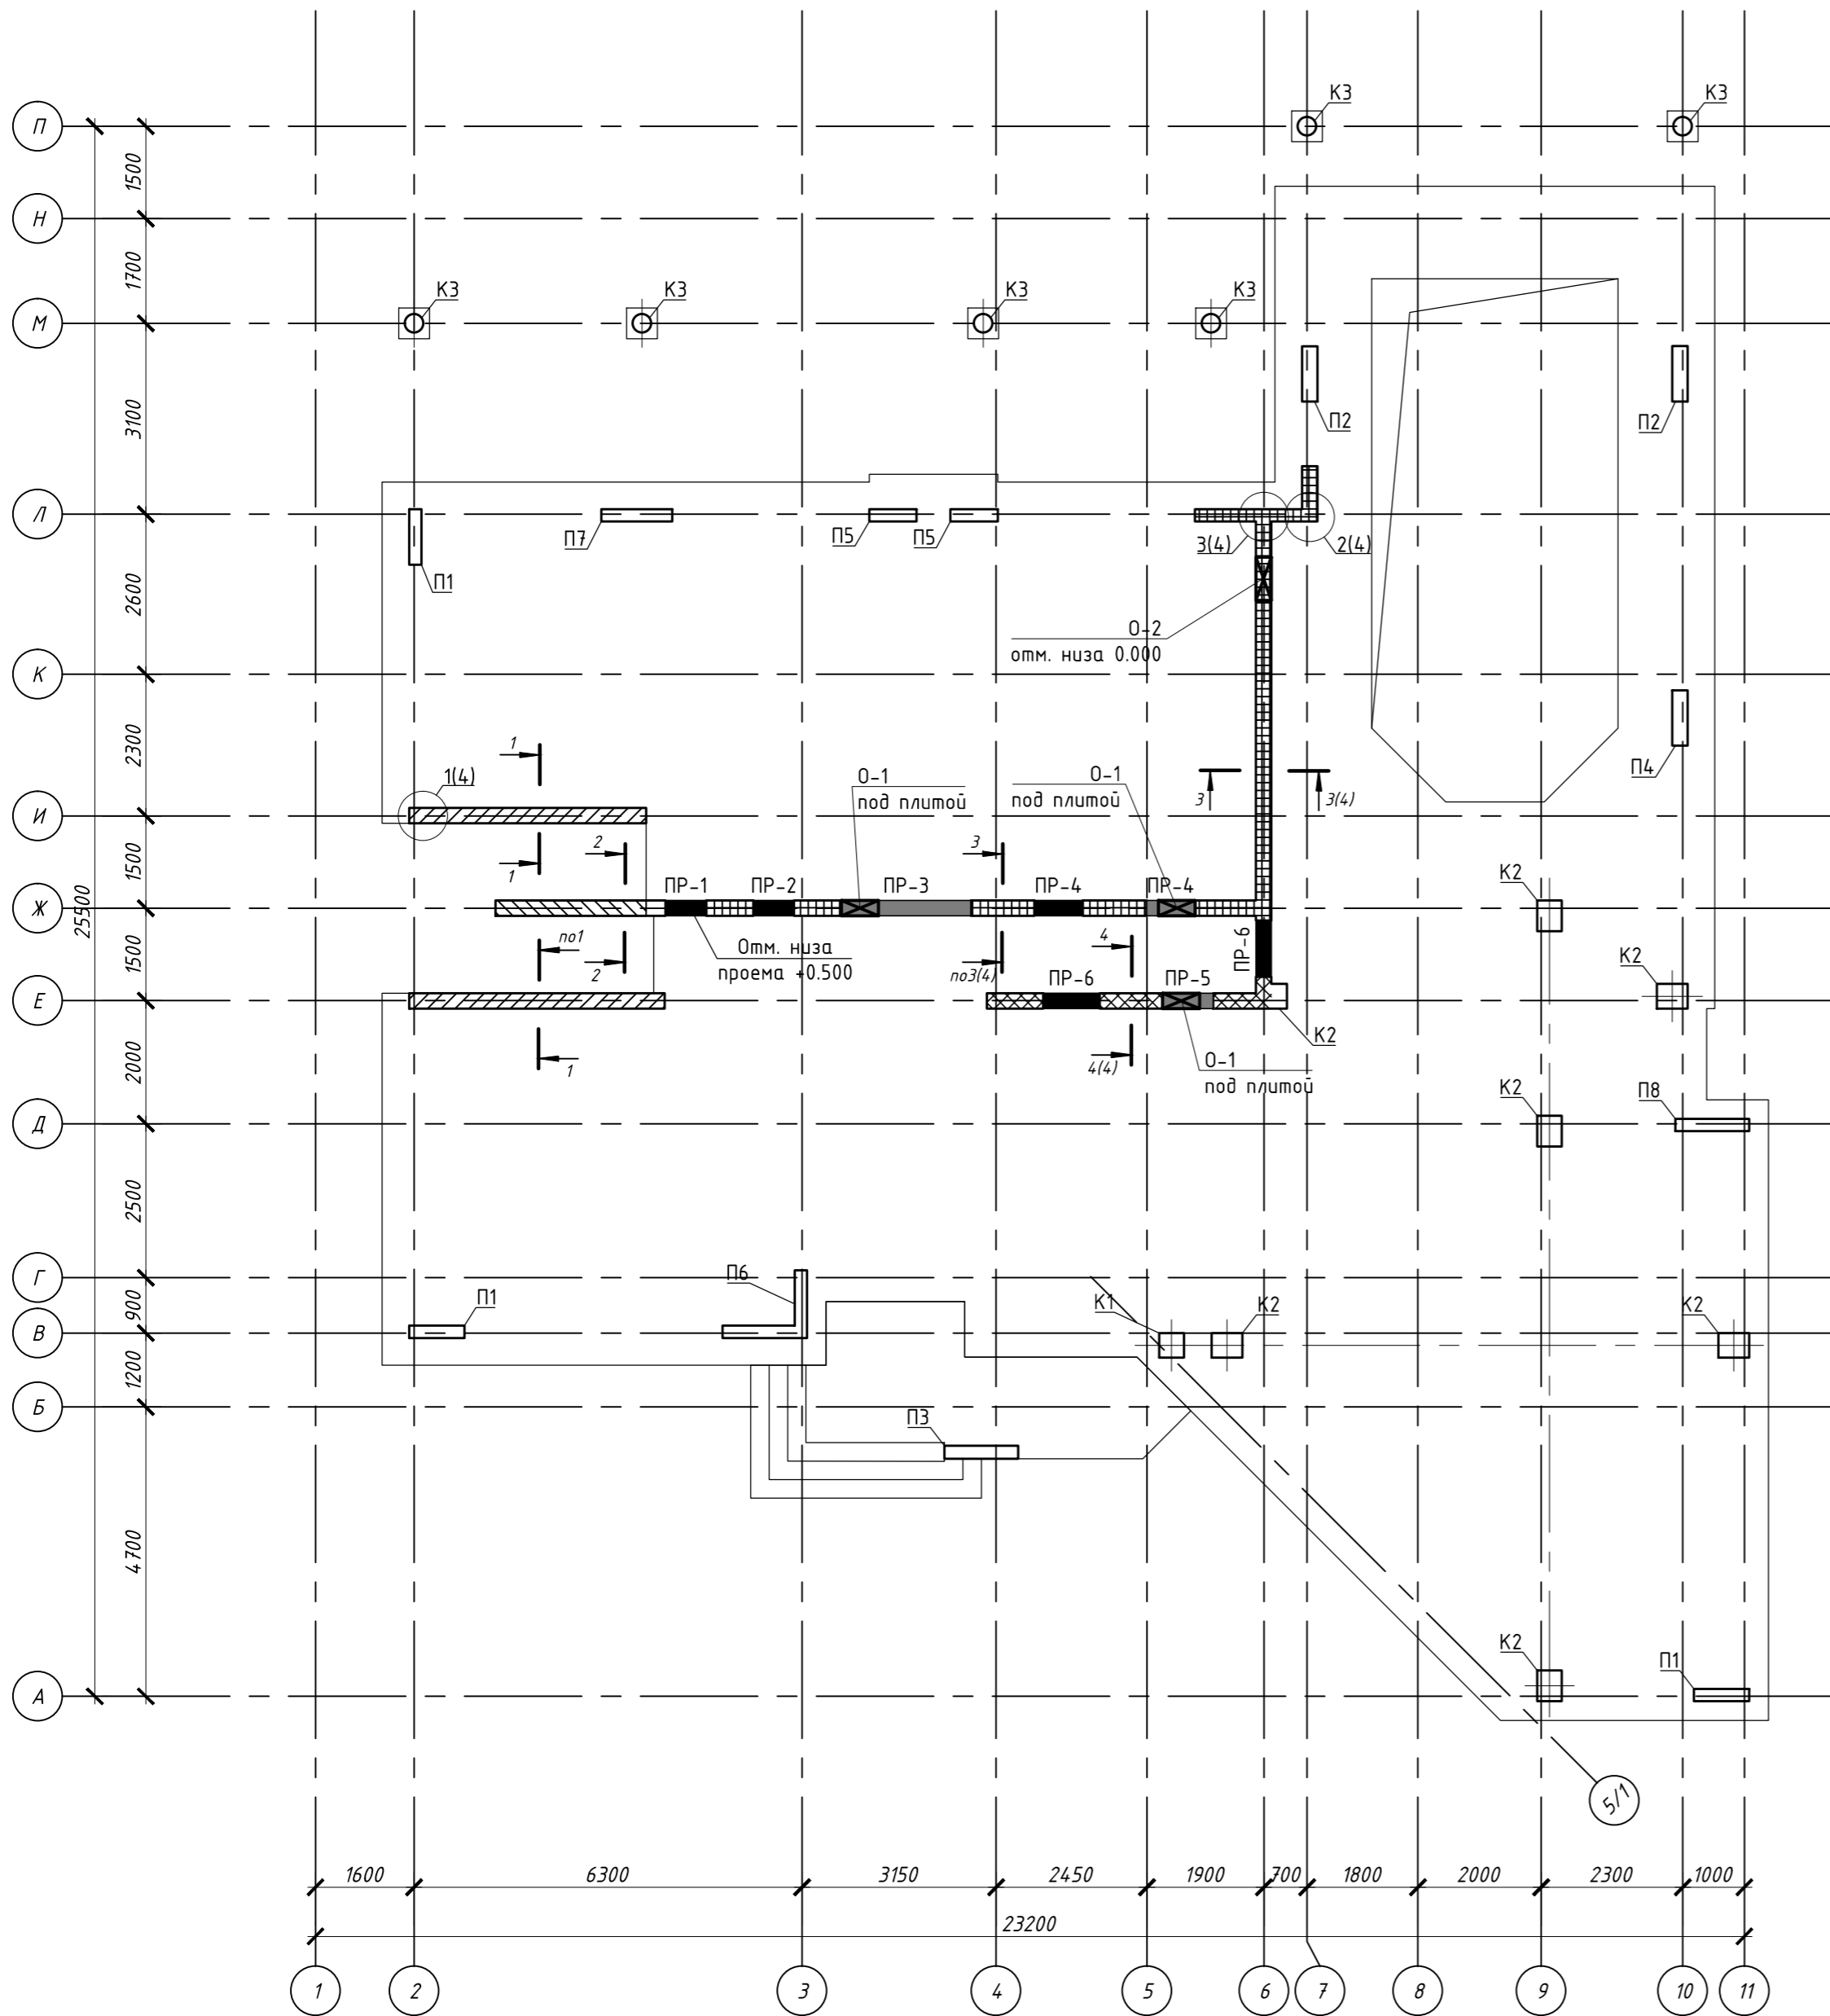 К3
К3
П
1500
Н
1700
К3
К3
К3
К3
М
3100
П2
П2
Л
П7
П5
П5
3(4)
2(4)
П1
2600
О-2
отм. низа 0.000
К
2300
1
1(4)
О-1
под плитой
О-1
под плитой
П4
3
3(4)
И
1500
1
2
3
25500
ПР-1
ПР-2
ПР-3
ПР-4
ПР-4
К2
Ж
1500
по1
2
Отм. низа
проема +0.500
по3(4)
4
ПР-6
ПР-6
ПР-5
К2
Е
2000
1
4(4)
О-1
под плитой
К2
К2
П8
Д
2500
Г
900
П1
П6
К1
К2
К2
В
1200
Б
П3
4700
К2
П1
А
5/1
1600
6300
3150
2450
1900
700
1800
2000
2300
1000
23200
1
2
3
4
5
6
7
8
9
10
11